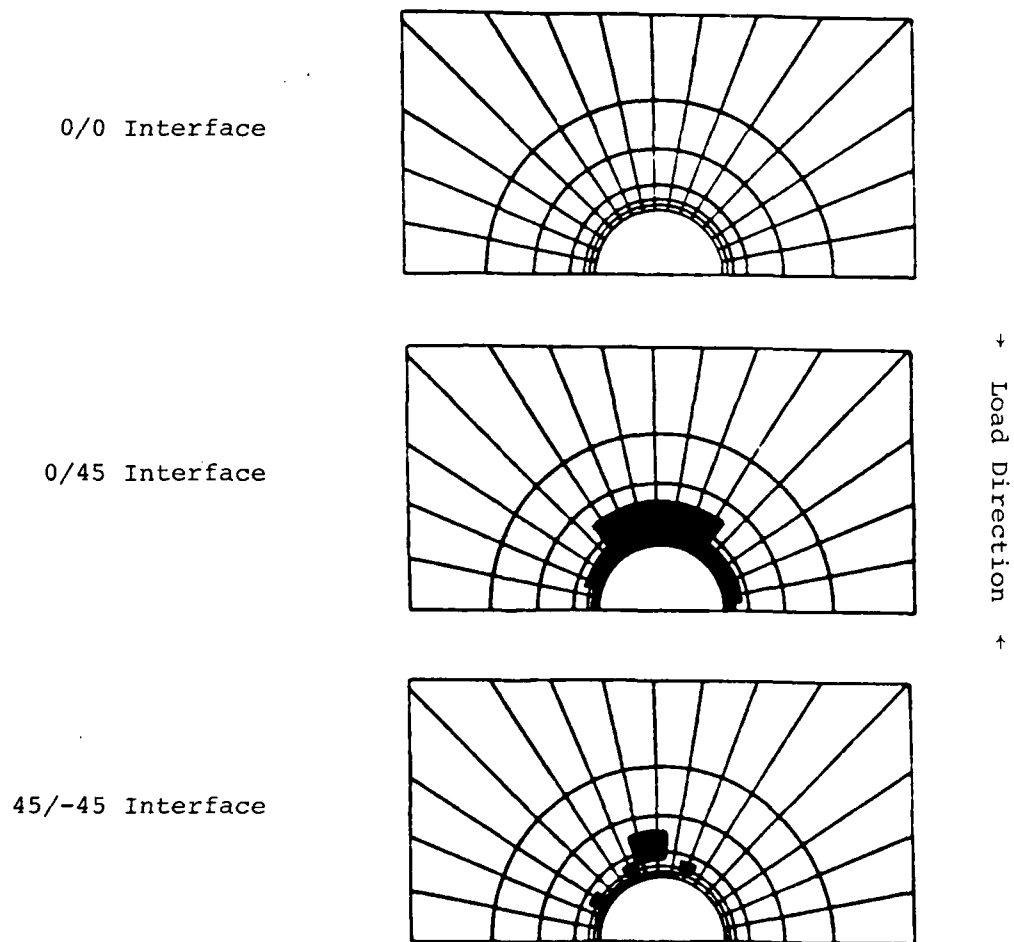 0/0 Interface
0/45 Interface
→ Load Direction ←
45/-45 Interface